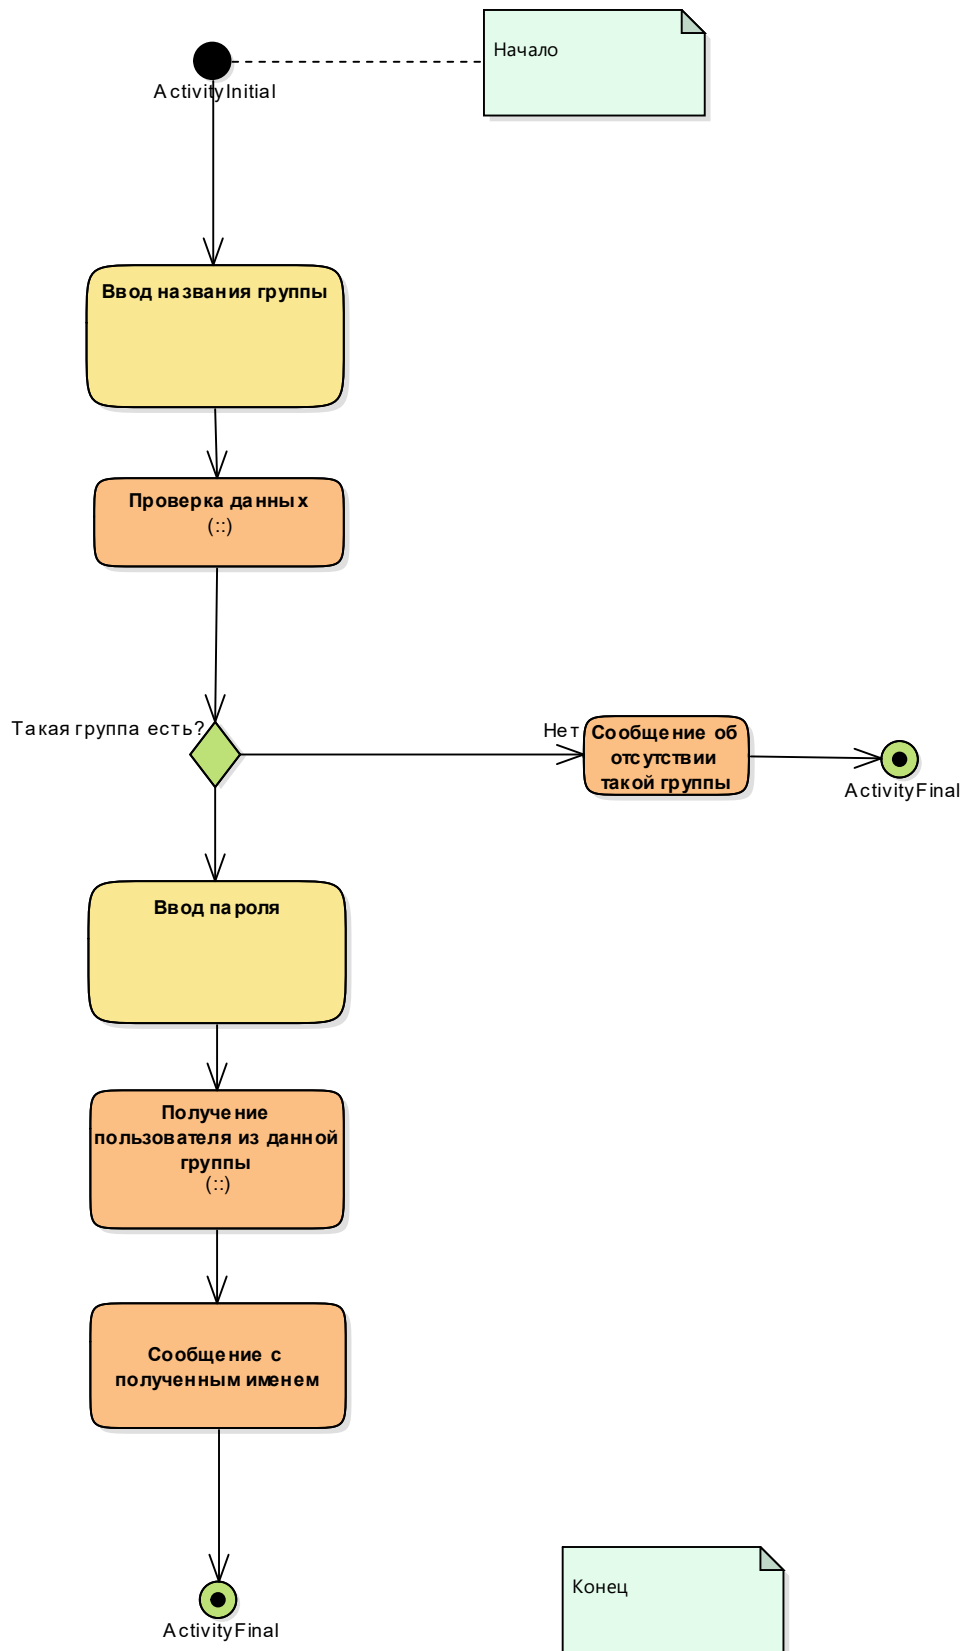 Начало
ActivityInitial
Ввод названия группы
Проверка данных
(::)
Такая группа есть?
Нет
Сообщение об
отсутствии
такой группы
ActivityFinal
Ввод пароля
Получение
пользователя из данной
группы
(::)
Сообщение с
полученным именем
Конец
ActivityFinal